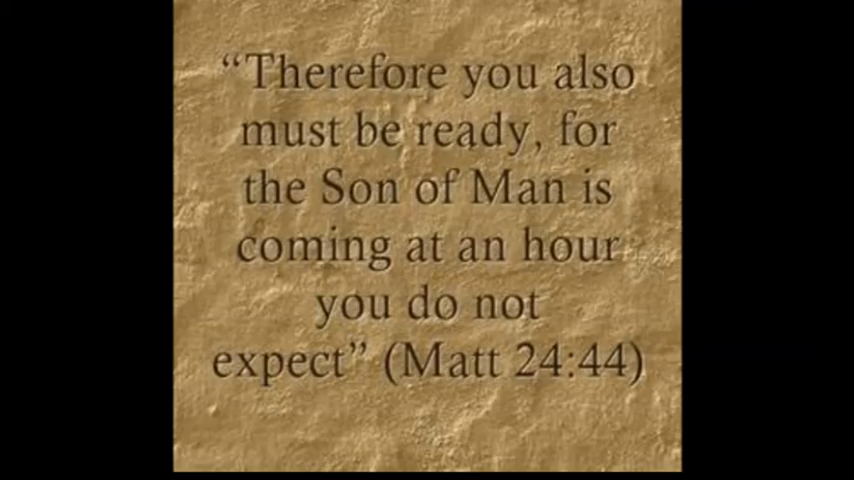 “Therefore you also
must be ready, for
the Son of Man is
coming at an hour
you do not
expect” (Matt 24:44)